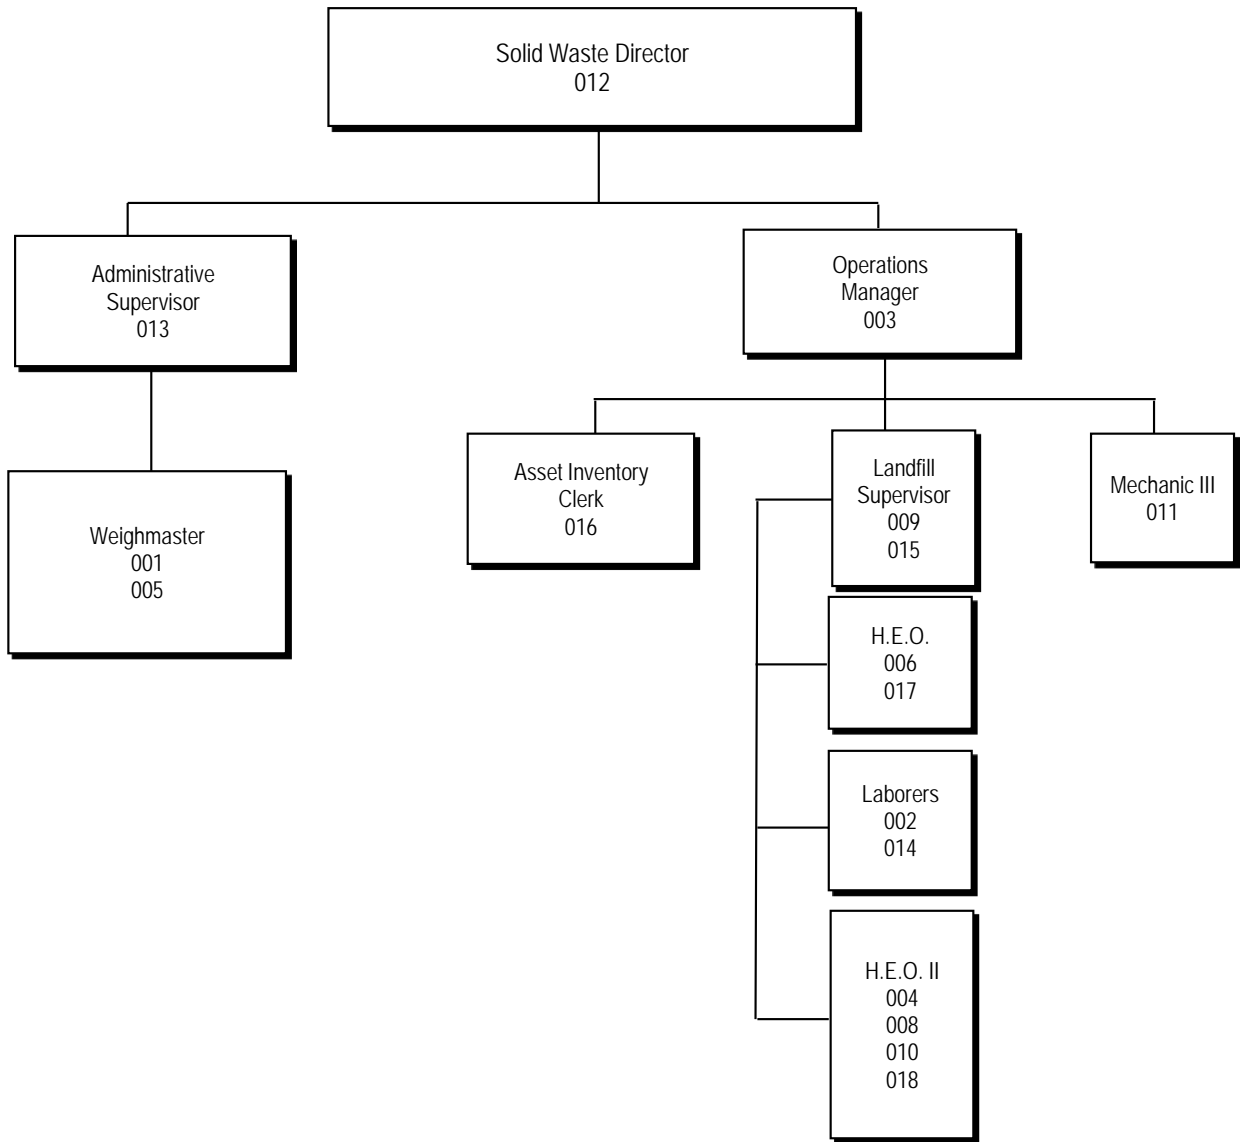 Solid Waste Director
012
Administrative
Supervisor
013
Operations
Manager
003
Weighmaster
001
005
Asset Inventory
Clerk
016
Landfill
Supervisor
009
015
Mechanic III
011
H.E.O.
006
017
Laborers
002
014
H.E.O. II
004
008
010
018